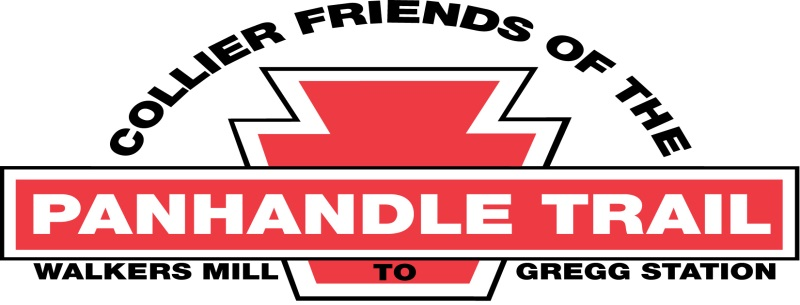 COLLIER FRIENDS OF THE
PANHANDLE TRAIL
WALKERS MILL TO GREGG STATION